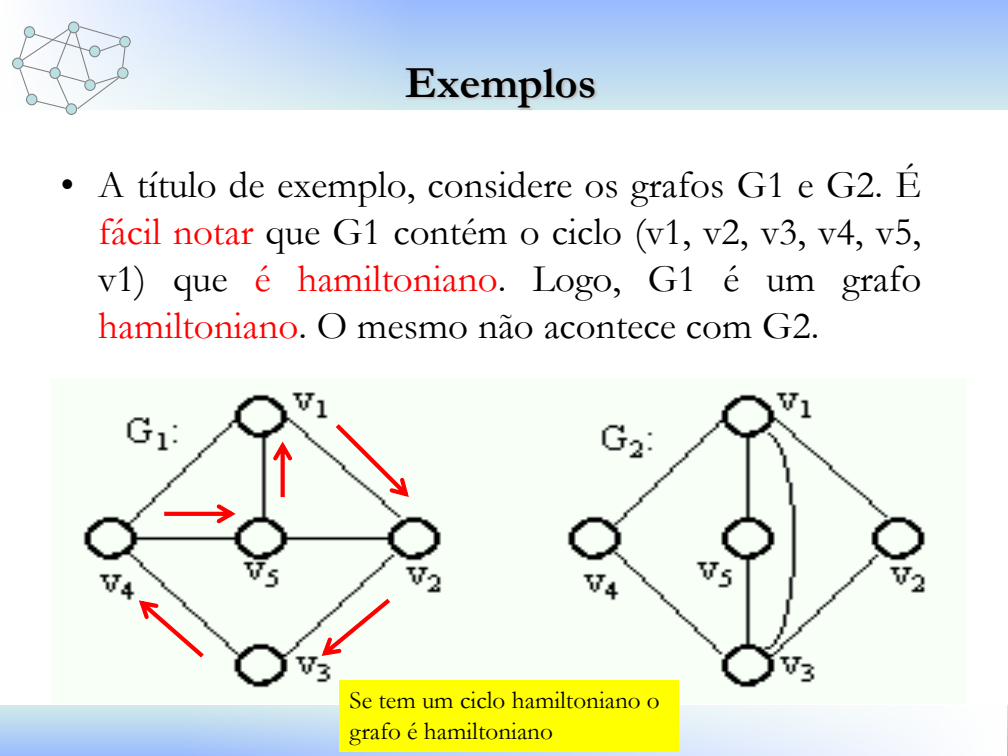 Exemplos
• A título de exemplo, considere os grafos G1 e G2. É
fácil notar que G1 contém o ciclo (v1, v2, v3, v4, v5,
v1) que é hamiltoniano. Logo, G1 é um grafo
hamiltoniano. O mesmo não acontece com G2.
G₁:
v₁
v₄
v₅
v₂
v₃
G₂:
v₁
v₄
v₅
v₂
v₃
Se tem um ciclo hamiltoniano o
grafo é hamiltoniano